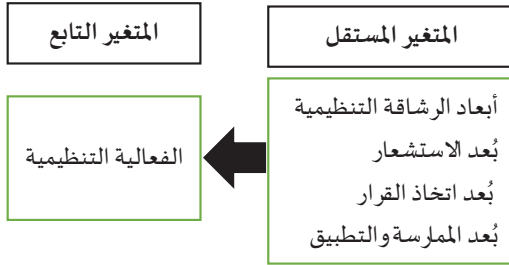 المتغير المستقل
المتغير التابع
أبعاد الرشاقة التنظيمية
بُعد الاستشعار
بُعد اتخاذ القرار
بُعد الممارسة والتطبيق
الفعالية التنظيمية